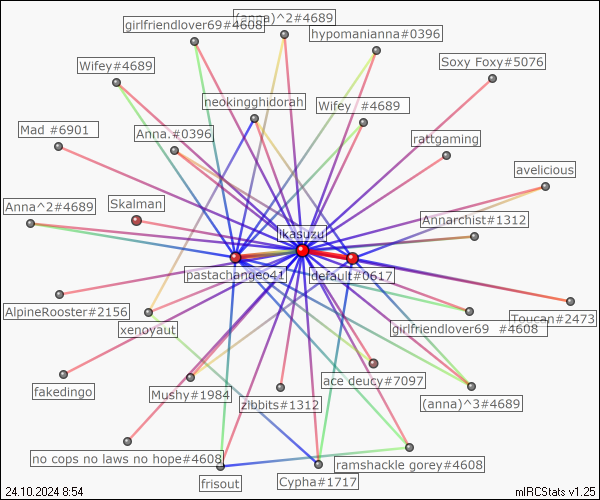 girlfriendlover69#4608
(anna)^2#4689
hypomanianna#0396
Wifey#4689
Soxy Foxy#5076
neokingghidorah
Wifey  #4689
Mad #6901
Anna.#0396
rattgaming
avelicious
Anna^2#4689
Skalman
Annarchist#1312
ikasuzu
pastachangeo41
default#0617
AlpineRooster#2156
xenoyaut
girlfriendlover69  #4608
Toucan#2473
fakedingo
Mushy#1984
ace deucy#7097
zibbits#1312
(anna)^3#4689
no cops no laws no hope#4608
ramshackle gorey#4608
frisout
Cypha#1717
24.10.2024 8:54
mIRCStats v1.25